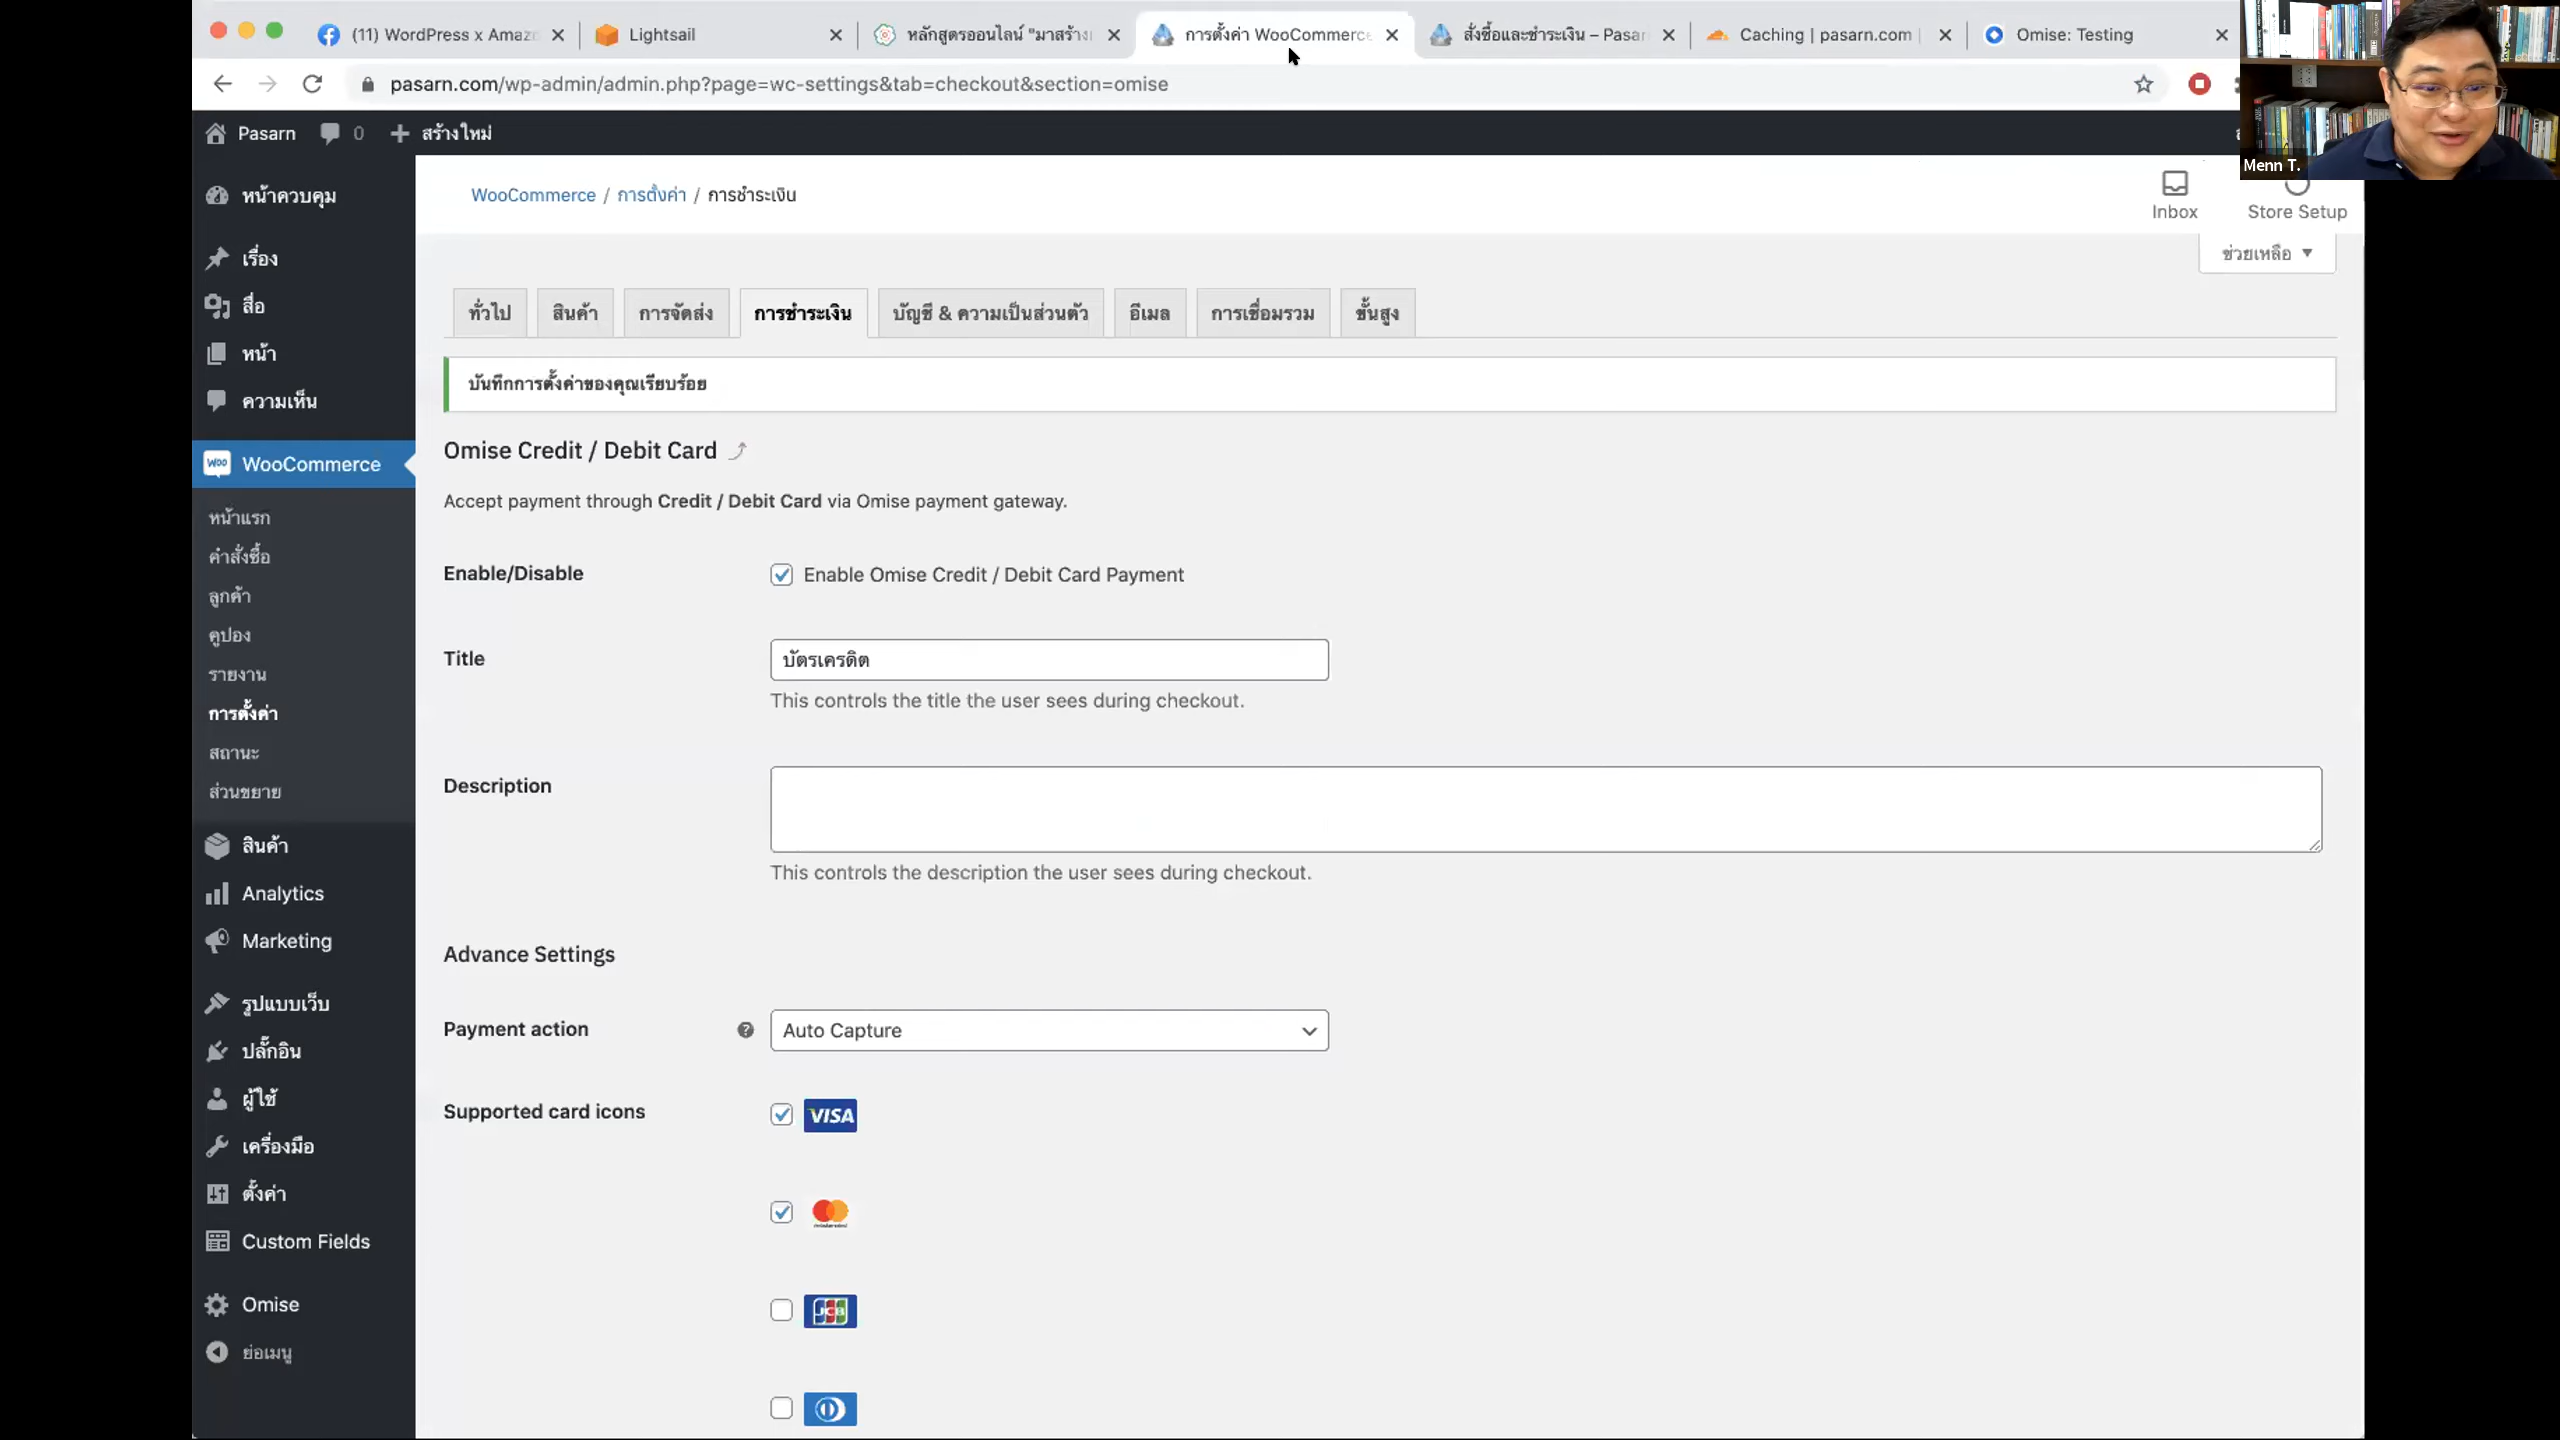 (11) WordPress x Amaz
Lightsail
หลักสูตรออนไลน์ "มาสร้าง
การตั้งค่า WooCommerce
สั่งซื้อและชำระเงิน – Pasar
Caching | pasarn.com |
Omise: Testing
pasarn.com/wp-admin/admin.php?page=wc-settings&tab=checkout&section=omise
Menn T.
Pasarn
0
สร้างใหม่
WooCommerce / การตั้งค่า / การชำระเงิน
Inbox
Store Setup
ช่วยเหลือ
ทั่วไป
สินค้า
การจัดส่ง
การชำระเงิน
บัญชี & ความเป็นส่วนตัว
อีเมล
การเชื่อมรวม
ขั้นสูง
บันทึกการตั้งค่าของคุณเรียบร้อย
หน้าควบคุม
เรื่อง
สื่อ
หน้า
ความเห็น
WOO
WooCommerce
หน้าแรก
คำสั่งซื้อ
ลูกค้า
คูปอง
รายงาน
การตั้งค่า
สถานะ
ส่วนขยาย
สินค้า
Analytics
Marketing
รูปแบบเว็บ
ปลั๊กอิน
ผู้ใช้
เครื่องมือ
ตั้งค่า
Custom Fields
Omise
ย่อเมนู
Omise Credit / Debit Card
Accept payment through Credit / Debit Card via Omise payment gateway.
Enable/Disable
Enable Omise Credit / Debit Card Payment
Title
บัตรเครดิต
This controls the title the user sees during checkout.
Description
This controls the description the user sees during checkout.
Advance Settings
Payment action
Auto Capture
Supported card icons
VISA
JCB